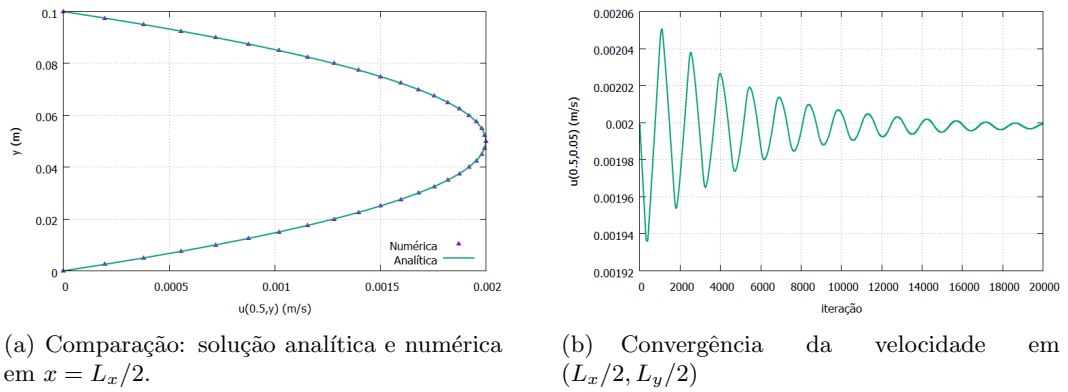 0.1
0.08
0.06
0.04
0.02
0
y (m)
Numérica
Analítica
0 0.0005 0.001 0.0015 0.002
u(0.5,y) (m/s)
(a) Comparação: solução analítica e numérica
em x = Lx/2.
0.00206
0.00204
0.00202
0.002
0.00198
0.00196
0.00194
0.00192
u(0.5,0.05) (m/s)
0 2000 4000 6000 8000 10000 12000 14000 16000 18000 20000
iteração
(b) Convergência da velocidade em
(Lx/2, Ly/2)